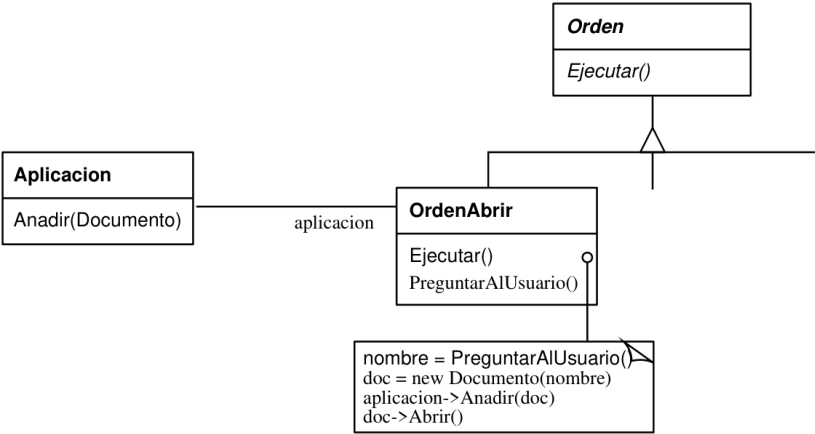 Orden
Ejecutar()
Aplicacion
Anadir(Documento)
aplicacion
OrdenAbrir
Ejecutar()
PreguntarAlUsuario()
nombre = PreguntarAlUsuario()
doc = new Documento(nombre)
aplicacion->Anadir(doc)
doc->Abrir()